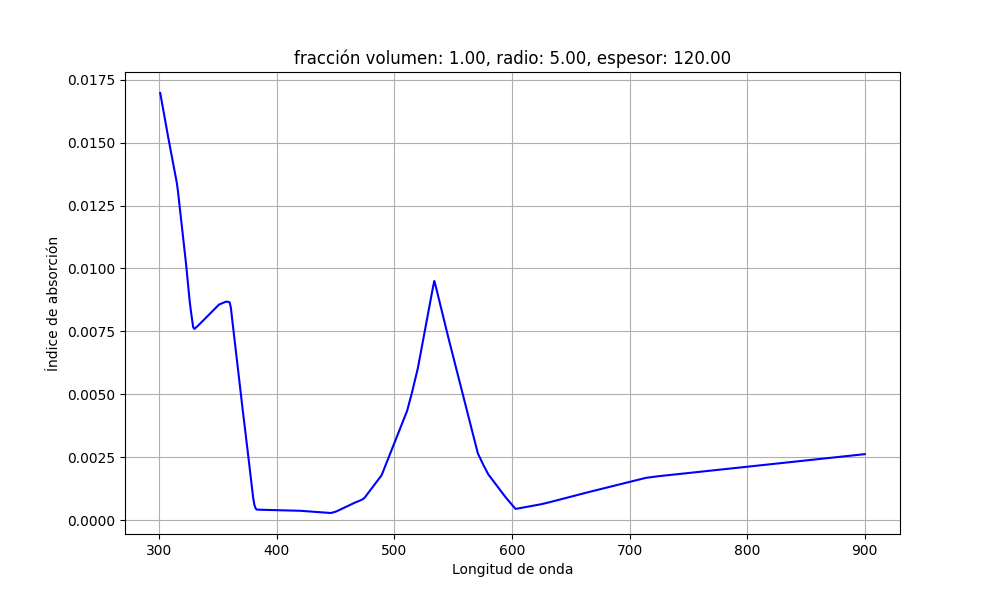 fracción volumen: 1.00, radio: 5.00, espesor: 120.00
0.0175
0.0150
0.0125
0.0100
0.0075
0.0050
0.0025
0.0000
Índice de absorción
300 400 500 600 700 800 900
Longitud de onda